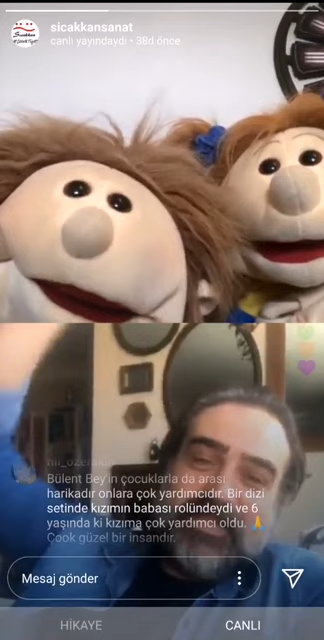 sicakkansanat
canlı yayındaydı • 38d önce
Bülent Bey'in çocuklarla da arası
harikadır onlara çok yardımcıdır. Bir dizi
setinde kızımın babası rolündeydi ve 6
yaşında ki kızıma çok yardımcı oldu. 🧍
Cook güzel bir insandır.
Mesaj gönder
HİKAYE
CANLI